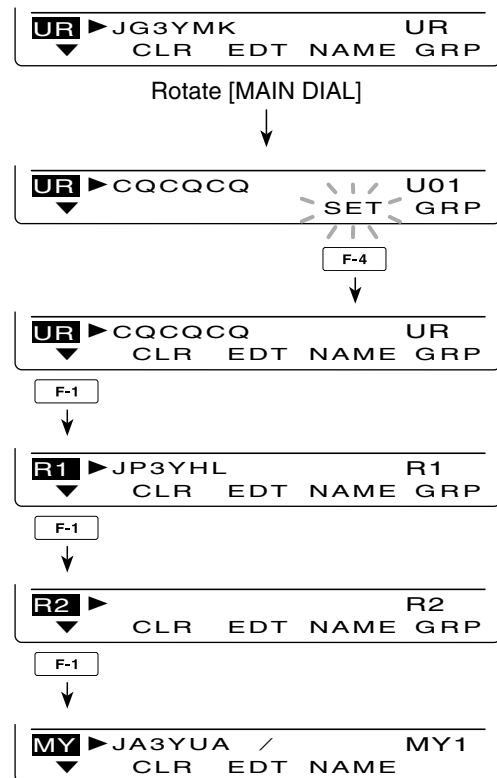 UR ►JG3YMK UR
▼ CLR EDT NAME GRP
Rotate [MAIN DIAL]
UR ►CQCQCQ U01
▼ SET GRP
F-4
UR ►CQCQCQ UR
▼ CLR EDT NAME GRP
F-1
R1 ►JP3YHL R1
▼ CLR EDT NAME GRP
F-1
R2 ► R2
▼ CLR EDT NAME GRP
F-1
MY ►JA3YUA / MY1
▼ CLR EDT NAME